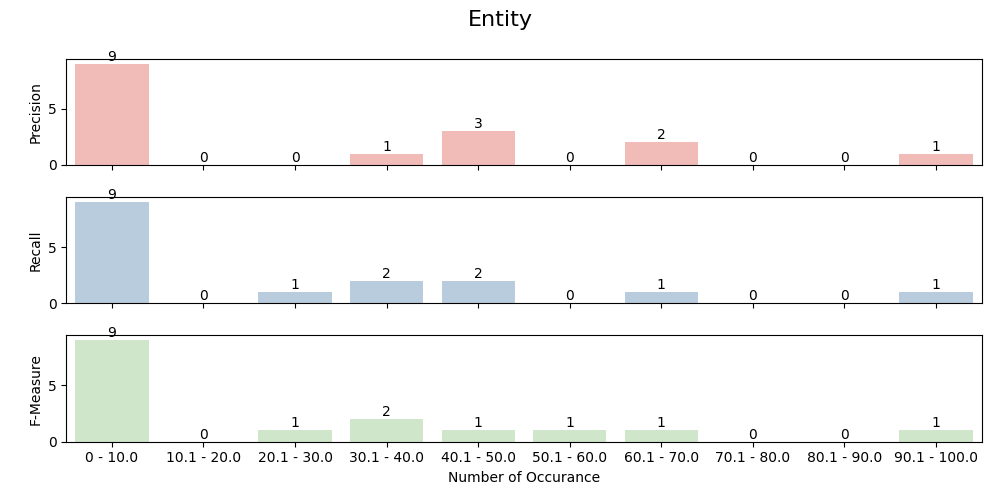 Entity
Precision
5
0
9 0 0 1 3 0 2 0 0 1
Recall
5
0
9 0 1 2 2 0 1 0 0 1
F-Measure
5
0
9 0 1 2 1 1 1 0 0 1
0 - 10.0 10.1 - 20.0 20.1 - 30.0 30.1 - 40.0 40.1 - 50.0 50.1 - 60.0 60.1 - 70.0 70.1 - 80.0 80.1 - 90.0 90.1 - 100.0
Number of Occurance